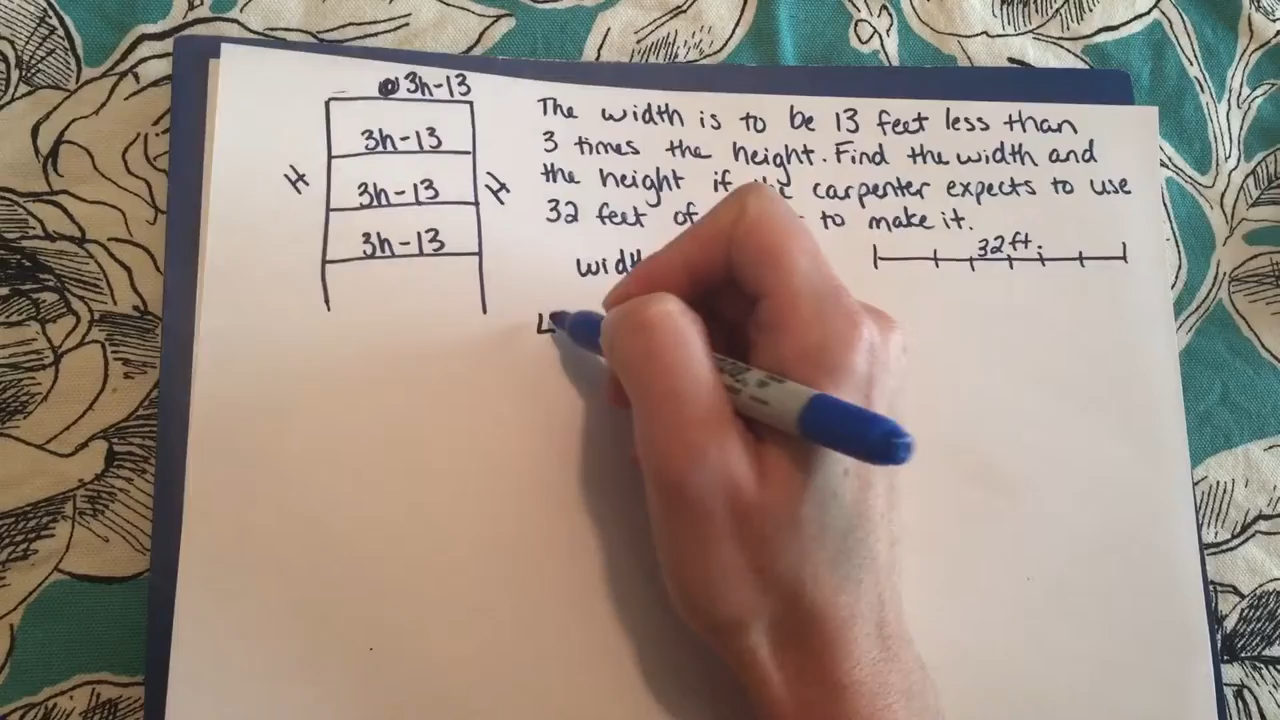 3h-13
3h-13
3h-13
3h-13
H
H
The width is to be 13 feet less than
3 times the height. Find the width and
the height if carpenter expects to use
32 feet of to make it.
32ft.
4